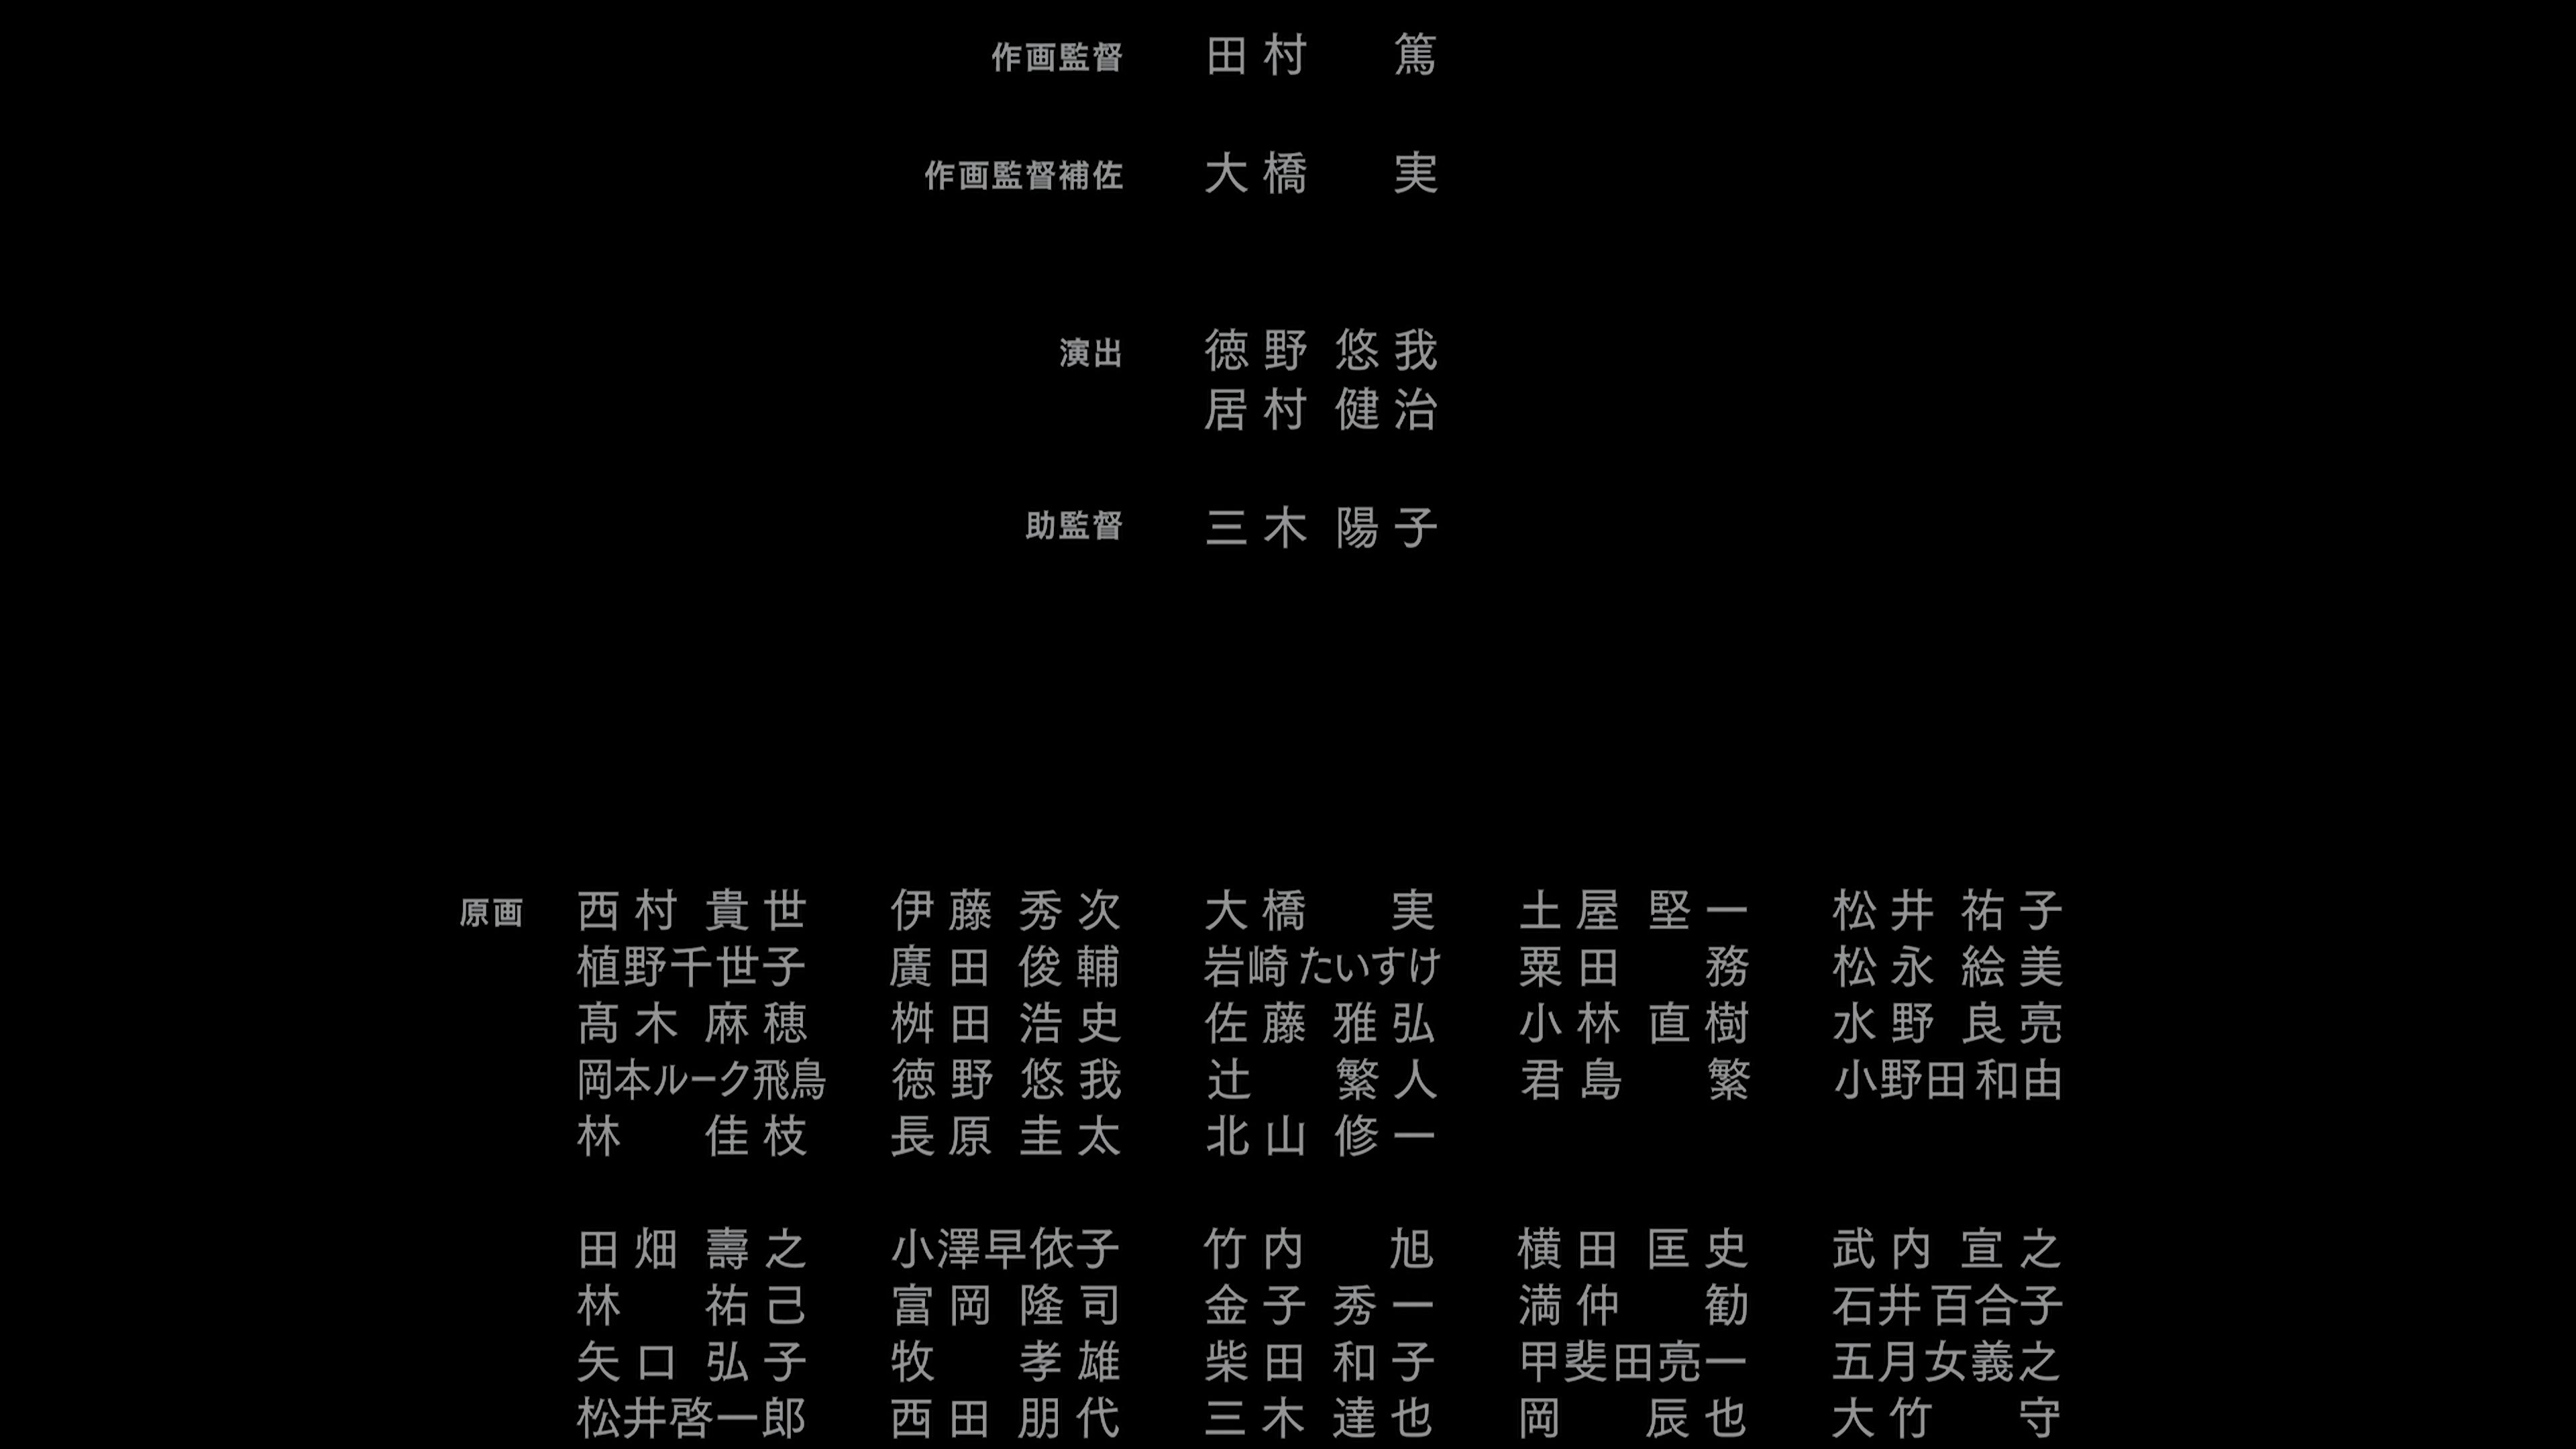 作画監督 田村 篤
作画監督補佐 大橋 実
演出 徳野悠我
居村健治
助監督 三木陽子
原画 西村貴世 伊藤秀次 大橋 実 土屋堅一 松井祐子
植野千世子 廣田俊輔 岩崎たいすけ 粟田 務 松永絵美
髙木麻穂 桝田浩史 佐藤雅弘 小林直樹 水野良亮
岡本ルーク飛鳥 徳野悠我 辻 繁人 君島 繁 小野田和由
林 佳枝 長原圭太 北山修一
田畑壽之 小澤早依子 竹内 旭 横田匡史 武内宣之
林 祐己 富岡隆司 金子秀一 満仲 勧 石井百合子
矢口弘子 牧 孝雄 柴田和子 甲斐田亮一 五月女義之
松井啓一郎 西田朋代 三木達也 岡 辰也 大竹 守